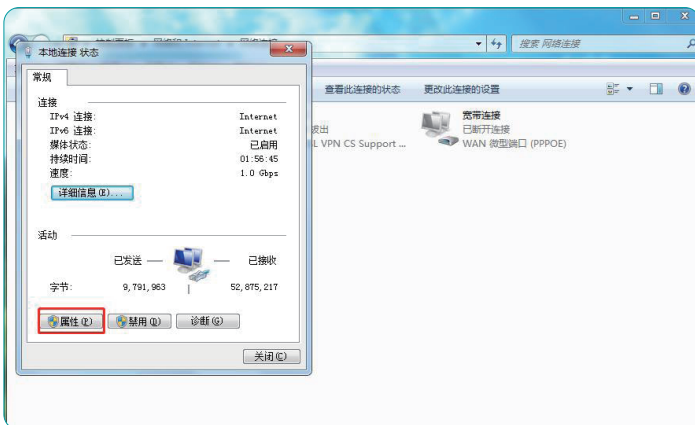 搜索 网络连接
本地连接 状态
常规
查看此连接的状态 更改此连接的设置
连接
IPv4 连接: Internet
IPv6 连接: Internet
媒体状态: 已启用
持续时间: 01:56:45
速度: 1.0 Gbps
详细信息(E)...
宽带连接
已断开连接
WAN 微型端口 (PPPOE)
L VPN CS Support ...
活动
已发送 — — 已接收
字节: 9,791,963 | 52,875,217
属性(P) 禁用(D) 诊断(G)
关闭(C)